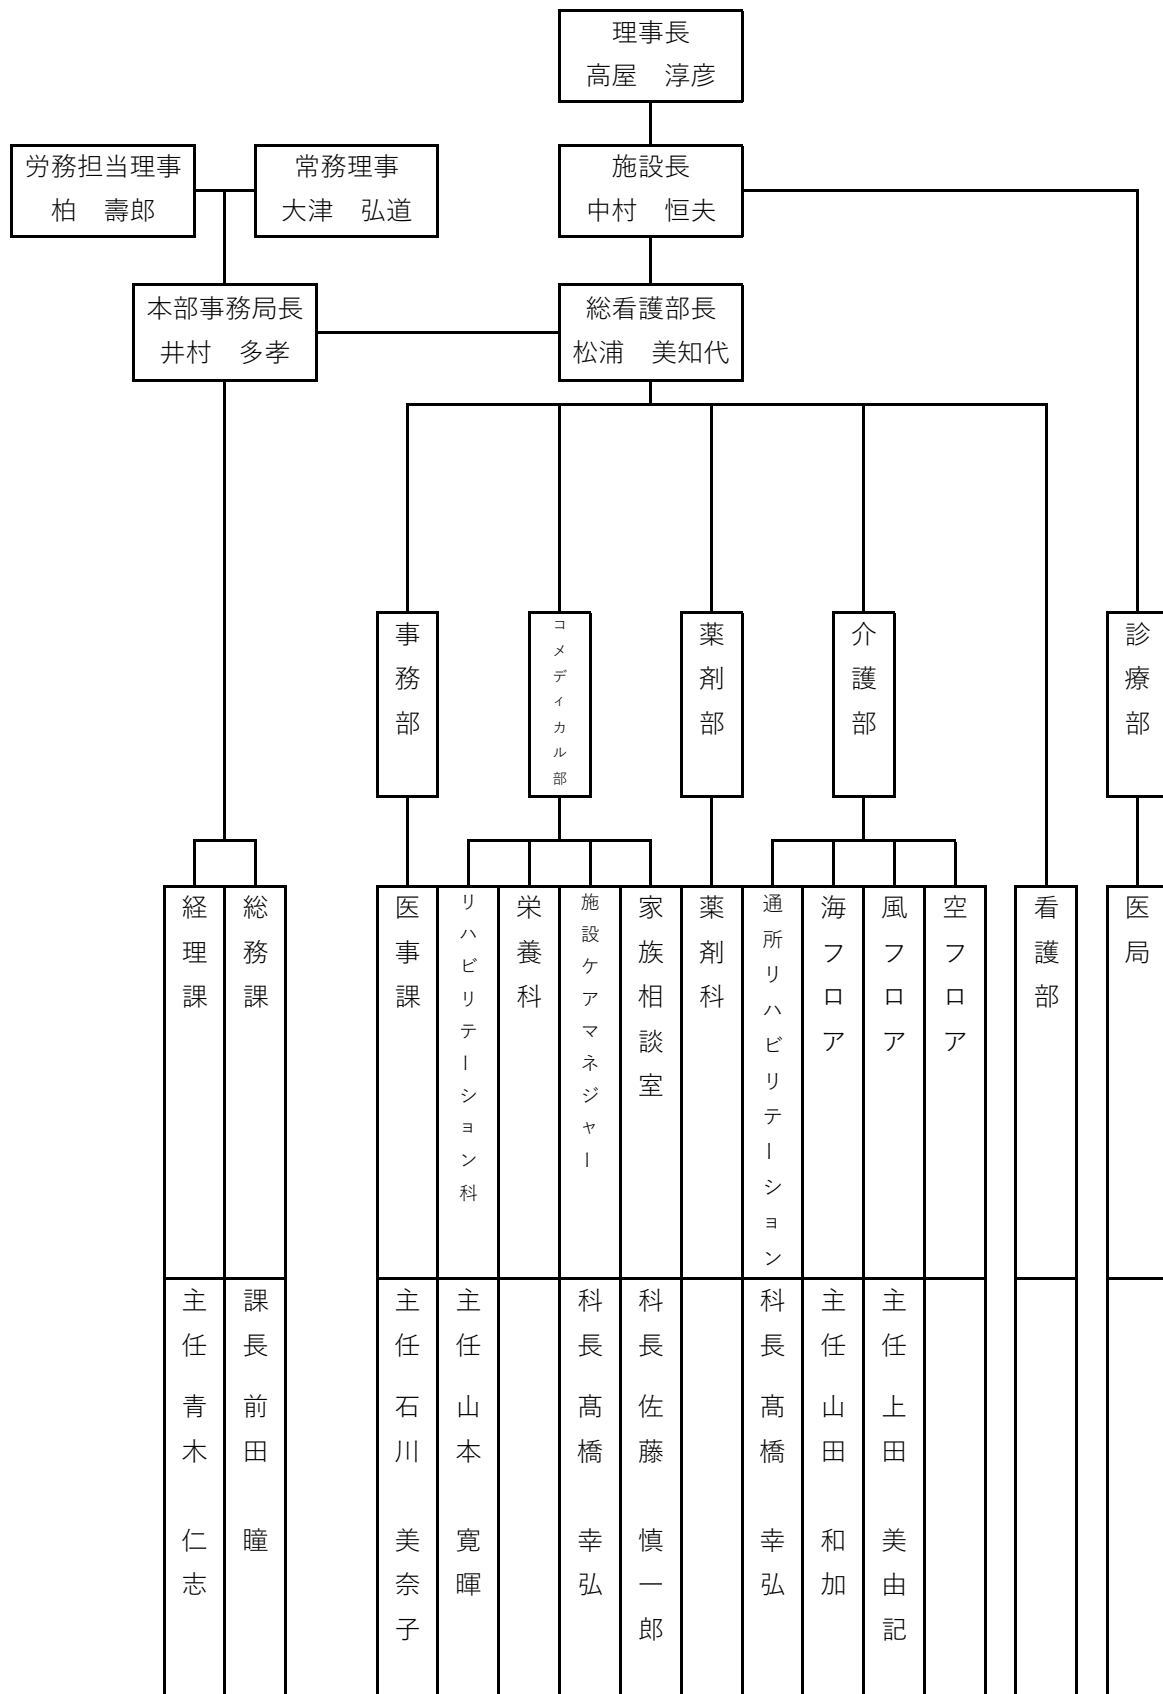 理事長
高屋　淳彦
労務担当理事
柏　壽郎
常務理事
大津　弘道
施設長
中村　恒夫
本部事務局長
井村　多孝
総看護部長
松浦　美知代
事務部
コメディカル部
薬剤部
介護部
診療部
経理課
総務課
医事課
リハビリテーション科
栄養科
施設ケアマネジャー
家族相談室
薬剤科
通所リハビリテーション
海フロア
風フロア
空フロア
看護部
医局
主任　青木　仁志
課長　前田　瞳
主任　石川　美奈子
主任　山本　寛暉
科長　髙橋　幸弘
科長　佐藤　慎一郎
科長　髙橋　幸弘
主任　山田　和加
主任　上田　美由記